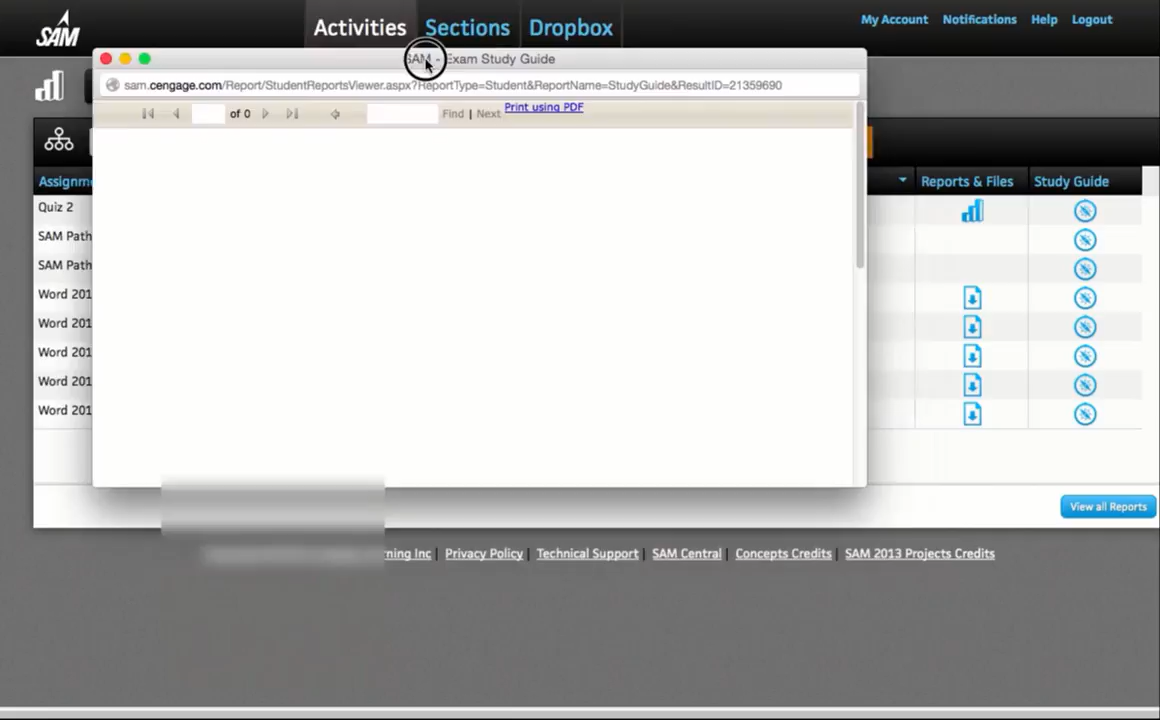 SAM
Activities
Sections
Dropbox
My Account
Notifications
Help
Logout
SAM - Exam Study Guide
sam.cengage.com/Report/StudentReportsViewer.aspx?ReportType=Student&ReportName=StudyGuide&ResultID=21359690
of 0
Find | Next
Print using PDF
Assignm
Reports & Files
Study Guide
Quiz 2
SAM Path
SAM Path
Word 201
Word 201
Word 201
Word 201
Word 201
View all Reports
rning Inc | Privacy Policy | Technical Support | SAM Central | Concepts Credits | SAM 2013 Projects Credits